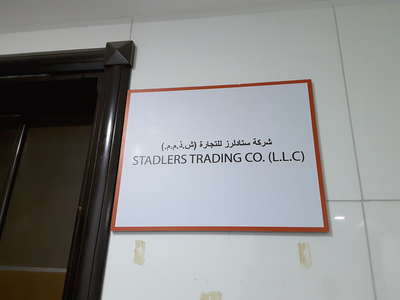 شركة ستادلرز للتجارة (ش.ذ.م.م.)
STADLERS TRADING CO. (L.L.C)